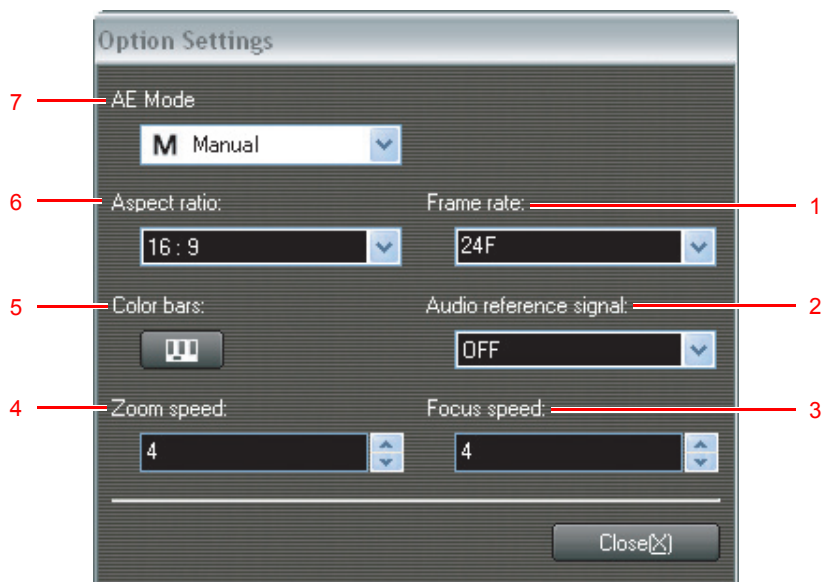 Option Settings
7
AE Mode
M Manual
6
Aspect ratio:
Frame rate:
1
16 : 9
24F
5
Color bars:
Audio reference signal:
2
OFF
4
Zoom speed:
Focus speed:
3
4
4
Close(X)